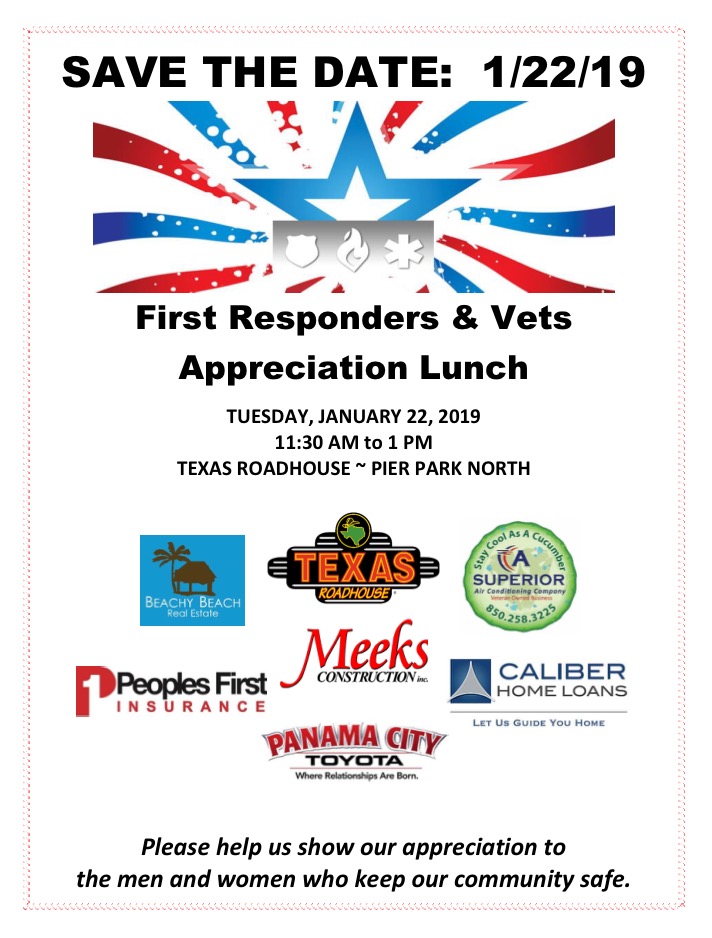 SAVE THE DATE: 1/22/19
First Responders & Vets
Appreciation Lunch
TUESDAY, JANUARY 22, 2019
11:30 AM to 1 PM
TEXAS ROADHOUSE ~ PIER PARK NORTH
BEACHY BEACH
Real Estate
TEXAS
ROADHOUSE
Stay Cool As A Cucumber
A
SUPERIOR
Air Conditioning Company
Veteran Owned Business
850.258.3225
1 Peoples First
INSURANCE
Meeks
CONSTRUCTION inc.
CALIBER
HOME LOANS
LET US GUIDE YOU HOME
PANAMA CITY
TOYOTA
Where Relationships Are Born.
Please help us show our appreciation to
the men and women who keep our community safe.